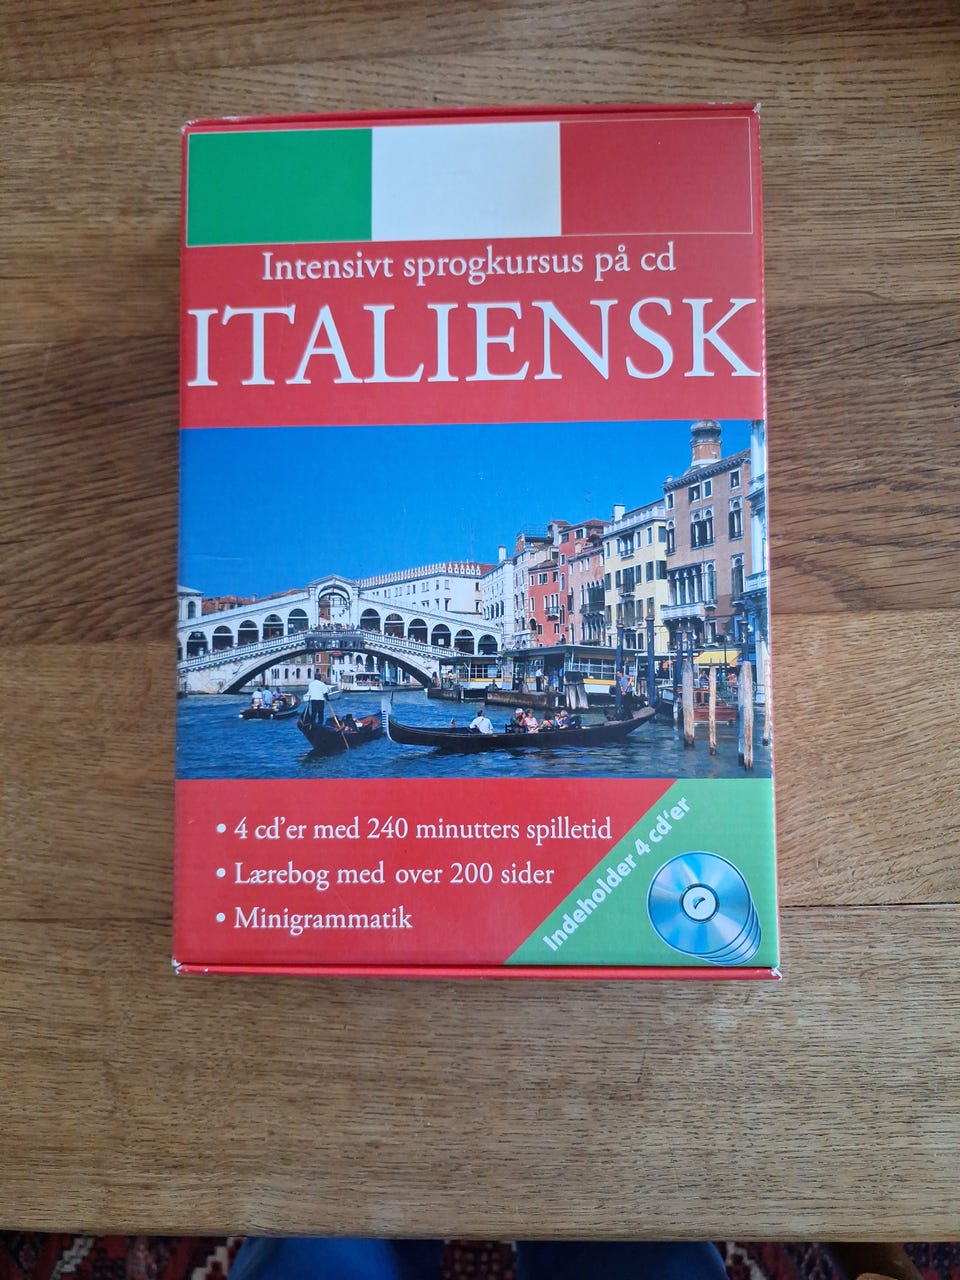 Intensivt sprogkursus på cd
ITALIENSK
• 4 cd'er med 240 minutters spilletid
• Lærebog med over 200 sider
• Minigrammatik
Indeholder 4 cd'er